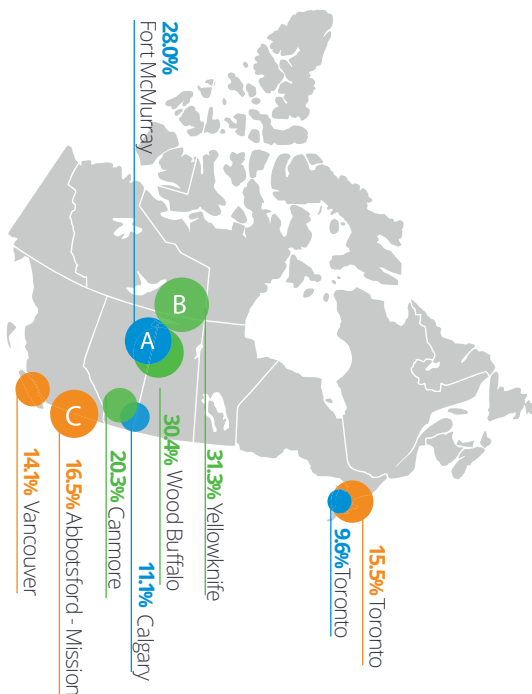 28.0%
Fort McMurray
B
A
C
14.1% Vancouver
16.5% Abbotsford - Mission
20.3% Canmore
11.1% Calgary
30.4% Wood Buffalo
31.3% Yellowknife
9.6% Toronto
15.5% Toronto